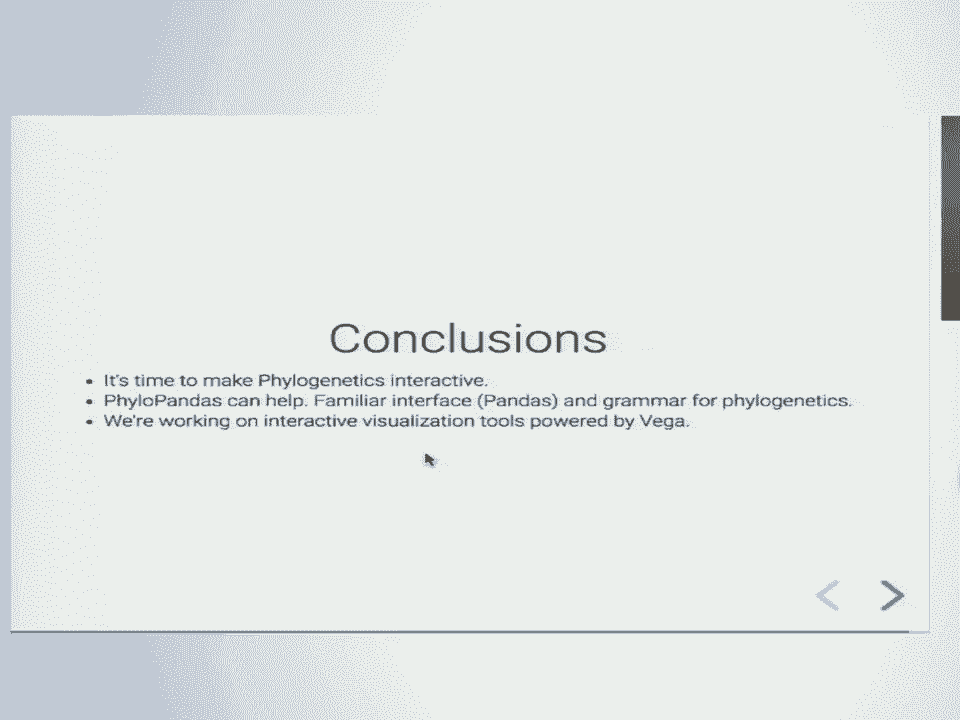 Conclusions
It's time to make Phylogenetics interactive.
PhyloPandas can help. Familiar interface (Pandas) and grammar for phylogenetics.
We're working on interactive visualization tools powered by Vega.